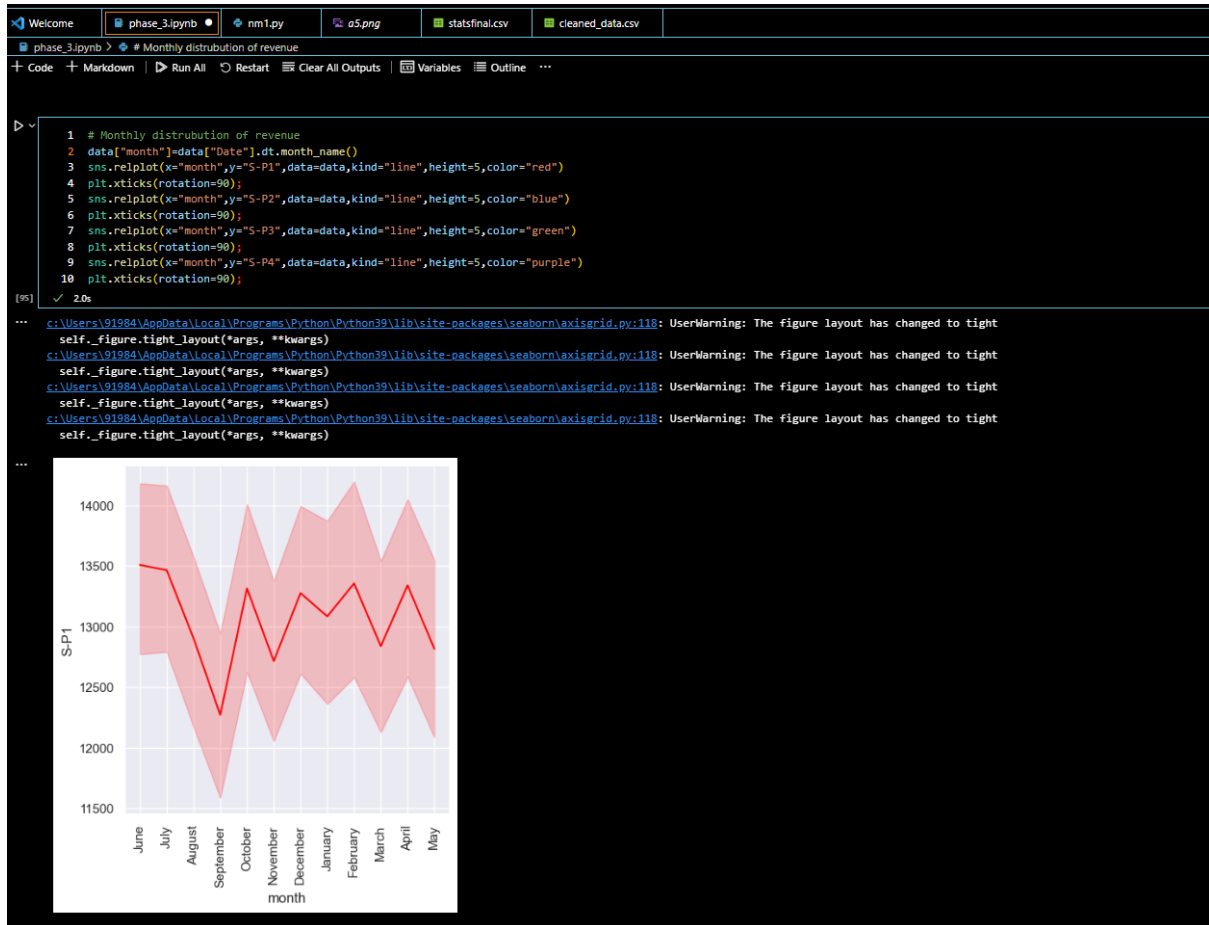 Welcome phase_3.ipynb nm1.py a5.png statsfinal.csv cleaned_data.csv
phase_3.ipynb > # Monthly distrubution of revenue
+ Code + Markdown | Run All Restart Clear All Outputs | Variables Outline ...
1 # Monthly distrubution of revenue
2 data["month"]=data["Date"].dt.month_name()
3 sns.relplot(x="month",y="S-P1",data=data,kind="line",height=5,color="red")
4 plt.xticks(rotation=90);
5 sns.relplot(x="month",y="S-P2",data=data,kind="line",height=5,color="blue")
6 plt.xticks(rotation=90);
7 sns.relplot(x="month",y="S-P3",data=data,kind="line",height=5,color="green")
8 plt.xticks(rotation=90);
9 sns.relplot(x="month",y="S-P4",data=data,kind="line",height=5,color="purple")
10 plt.xticks(rotation=90);
[95] ✓ 2.0s
... c:\Users\91984\AppData\Local\Programs\Python\Python39\lib\site-packages\seaborn\axisgrid.py:118: UserWarning: The figure layout has changed to tight
self._figure.tight_layout(*args, **kwargs)
c:\Users\91984\AppData\Local\Programs\Python\Python39\lib\site-packages\seaborn\axisgrid.py:118: UserWarning: The figure layout has changed to tight
self._figure.tight_layout(*args, **kwargs)
c:\Users\91984\AppData\Local\Programs\Python\Python39\lib\site-packages\seaborn\axisgrid.py:118: UserWarning: The figure layout has changed to tight
self._figure.tight_layout(*args, **kwargs)
c:\Users\91984\AppData\Local\Programs\Python\Python39\lib\site-packages\seaborn\axisgrid.py:118: UserWarning: The figure layout has changed to tight
self._figure.tight_layout(*args, **kwargs)
...
14000
13500
13000
12500
12000
11500
S-P1
June
July
August
September
October
November
December
January
February
March
April
May
month